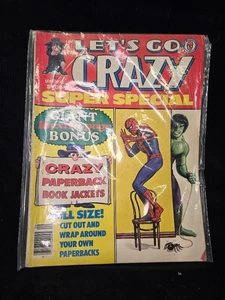 LET'S GO
CRAZY
SUPER SPECIAL
GIANT
BONUS
CRAZY
PAPERBACK
BOOK JACKETS
FULL SIZE!
CUT OUT AND
WRAP AROUND
YOUR OWN
PAPERBACKS